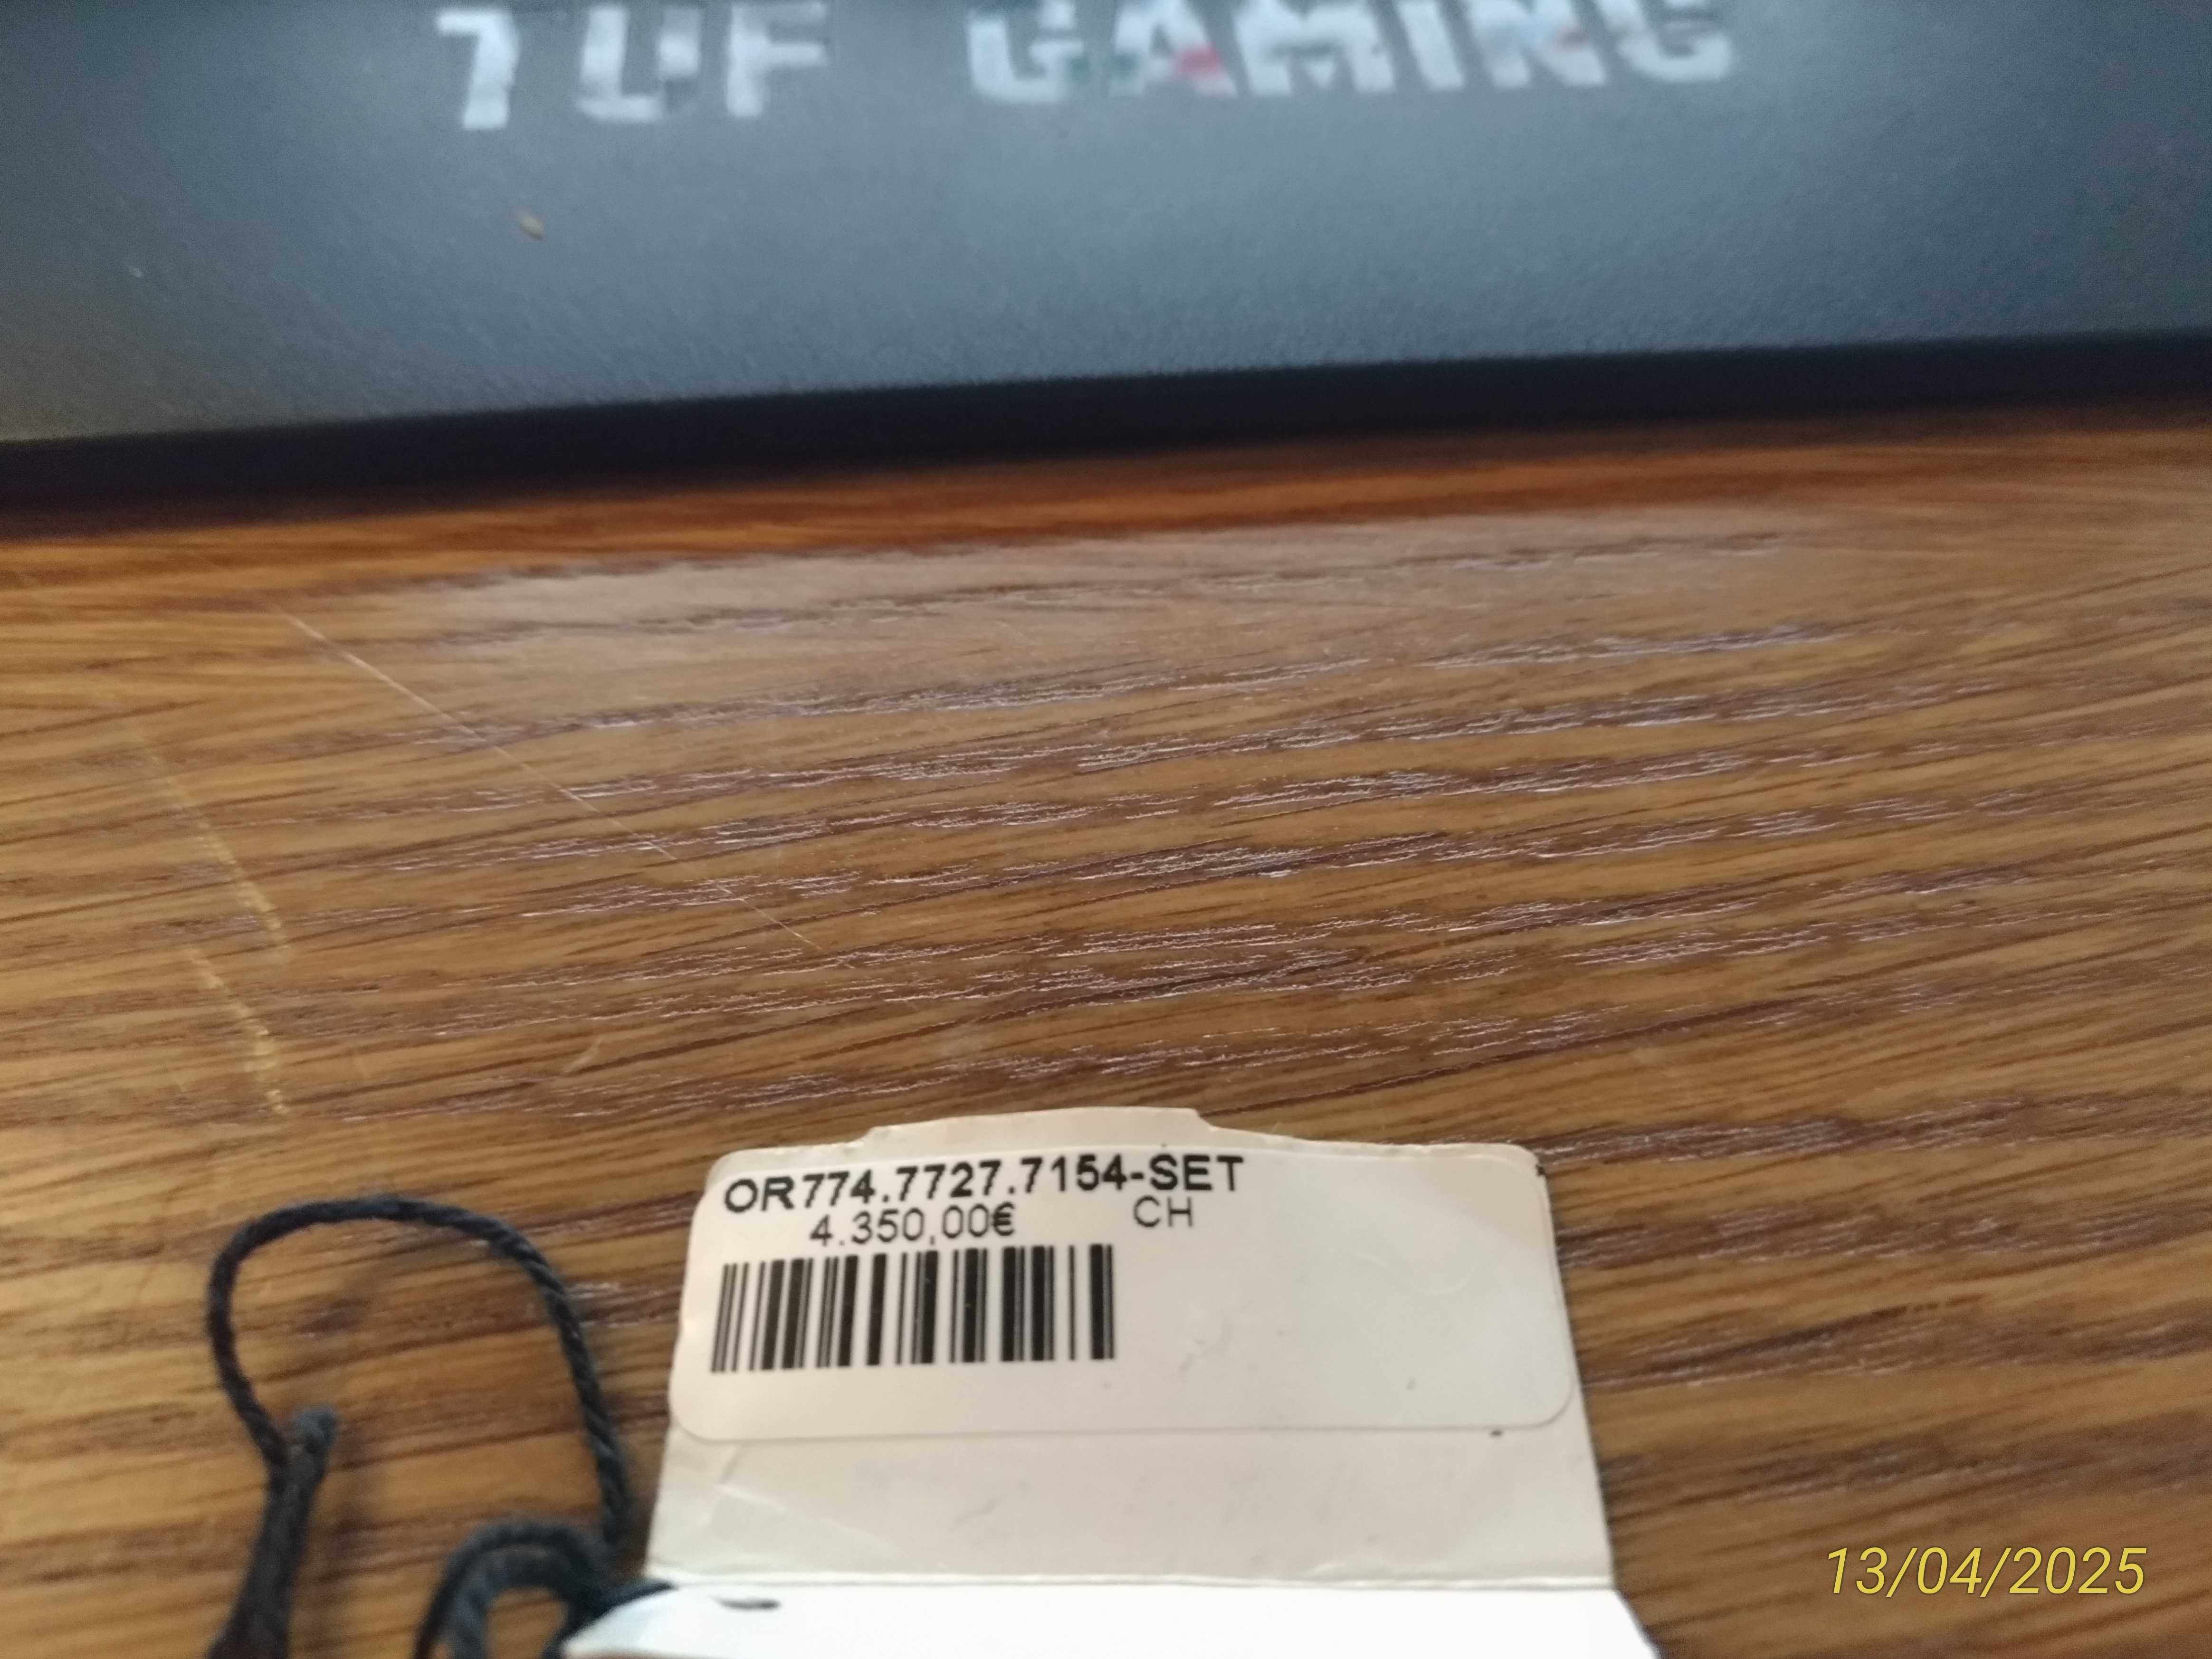 TUF GAMING
OR774.7727.7154-SET
4.350,00€ CH
13/04/2025